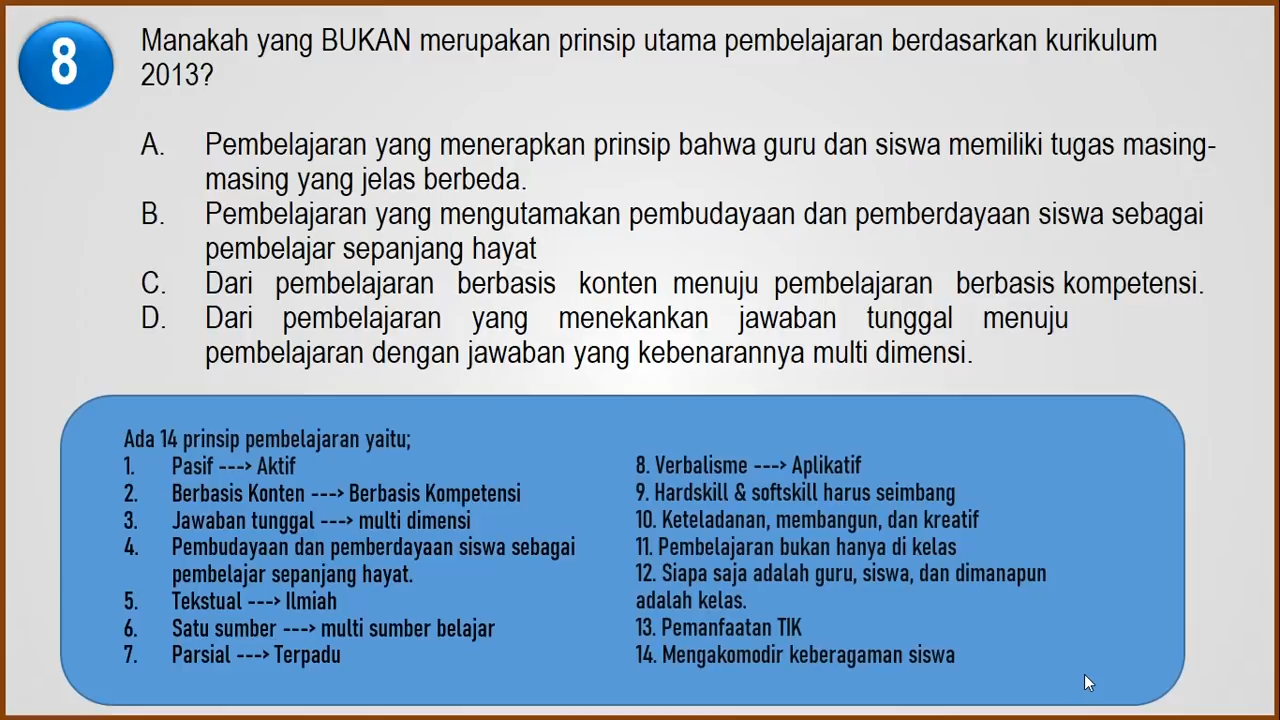 8
Manakah yang BUKAN merupakan prinsip utama pembelajaran berdasarkan kurikulum
2013?
A. Pembelajaran yang menerapkan prinsip bahwa guru dan siswa memiliki tugas masing-
masing yang jelas berbeda.
B. Pembelajaran yang mengutamakan pembudayaan dan pemberdayaan siswa sebagai
pembelajar sepanjang hayat
C. Dari pembelajaran berbasis konten menuju pembelajaran berbasis kompetensi.
D. Dari pembelajaran yang menekankan jawaban tunggal menuju
pembelajaran dengan jawaban yang kebenarannya multi dimensi.
Ada 14 prinsip pembelajaran yaitu;
1. Pasif ---> Aktif
2. Berbasis Konten ---> Berbasis Kompetensi
3. Jawaban tunggal ---> multi dimensi
4. Pembudayaan dan pemberdayaan siswa sebagai
pembelajar sepanjang hayat.
5. Tekstual ---> Ilmiah
6. Satu sumber ---> multi sumber belajar
7. Parsial ---> Terpadu
8. Verbalisme ---> Aplikatif
9. Hardskill & softskill harus seimbang
10. Keteladanan, membangun, dan kreatif
11. Pembelajaran bukan hanya di kelas
12. Siapa saja adalah guru, siswa, dan dimanapun
adalah kelas.
13. Pemanfaatan TIK
14. Mengakomodir keberagaman siswa